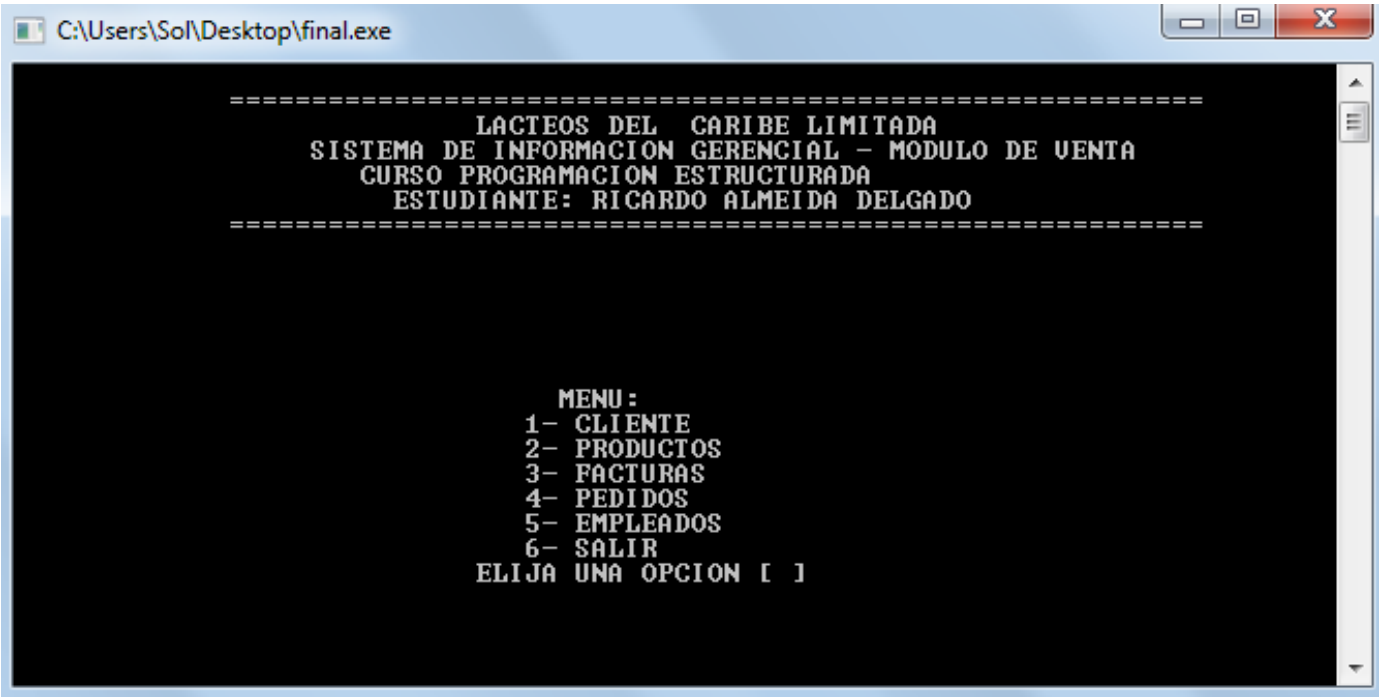 C:\Users\Sol\Desktop\final.exe
===========================================================
LACTEOS DEL  CARIBE LIMITADA
SISTEMA DE INFORMACION GERENCIAL - MODULO DE VENTA
CURSO PROGRAMACION ESTRUCTURADA
ESTUDIANTE: RICARDO ALMEIDA DELGADO
===========================================================
MENU:
1- CLIENTE
2- PRODUCTOS
3- FACTURAS
4- PEDIDOS
5- EMPLEADOS
6- SALIR
ELIJA UNA OPCION [ ]